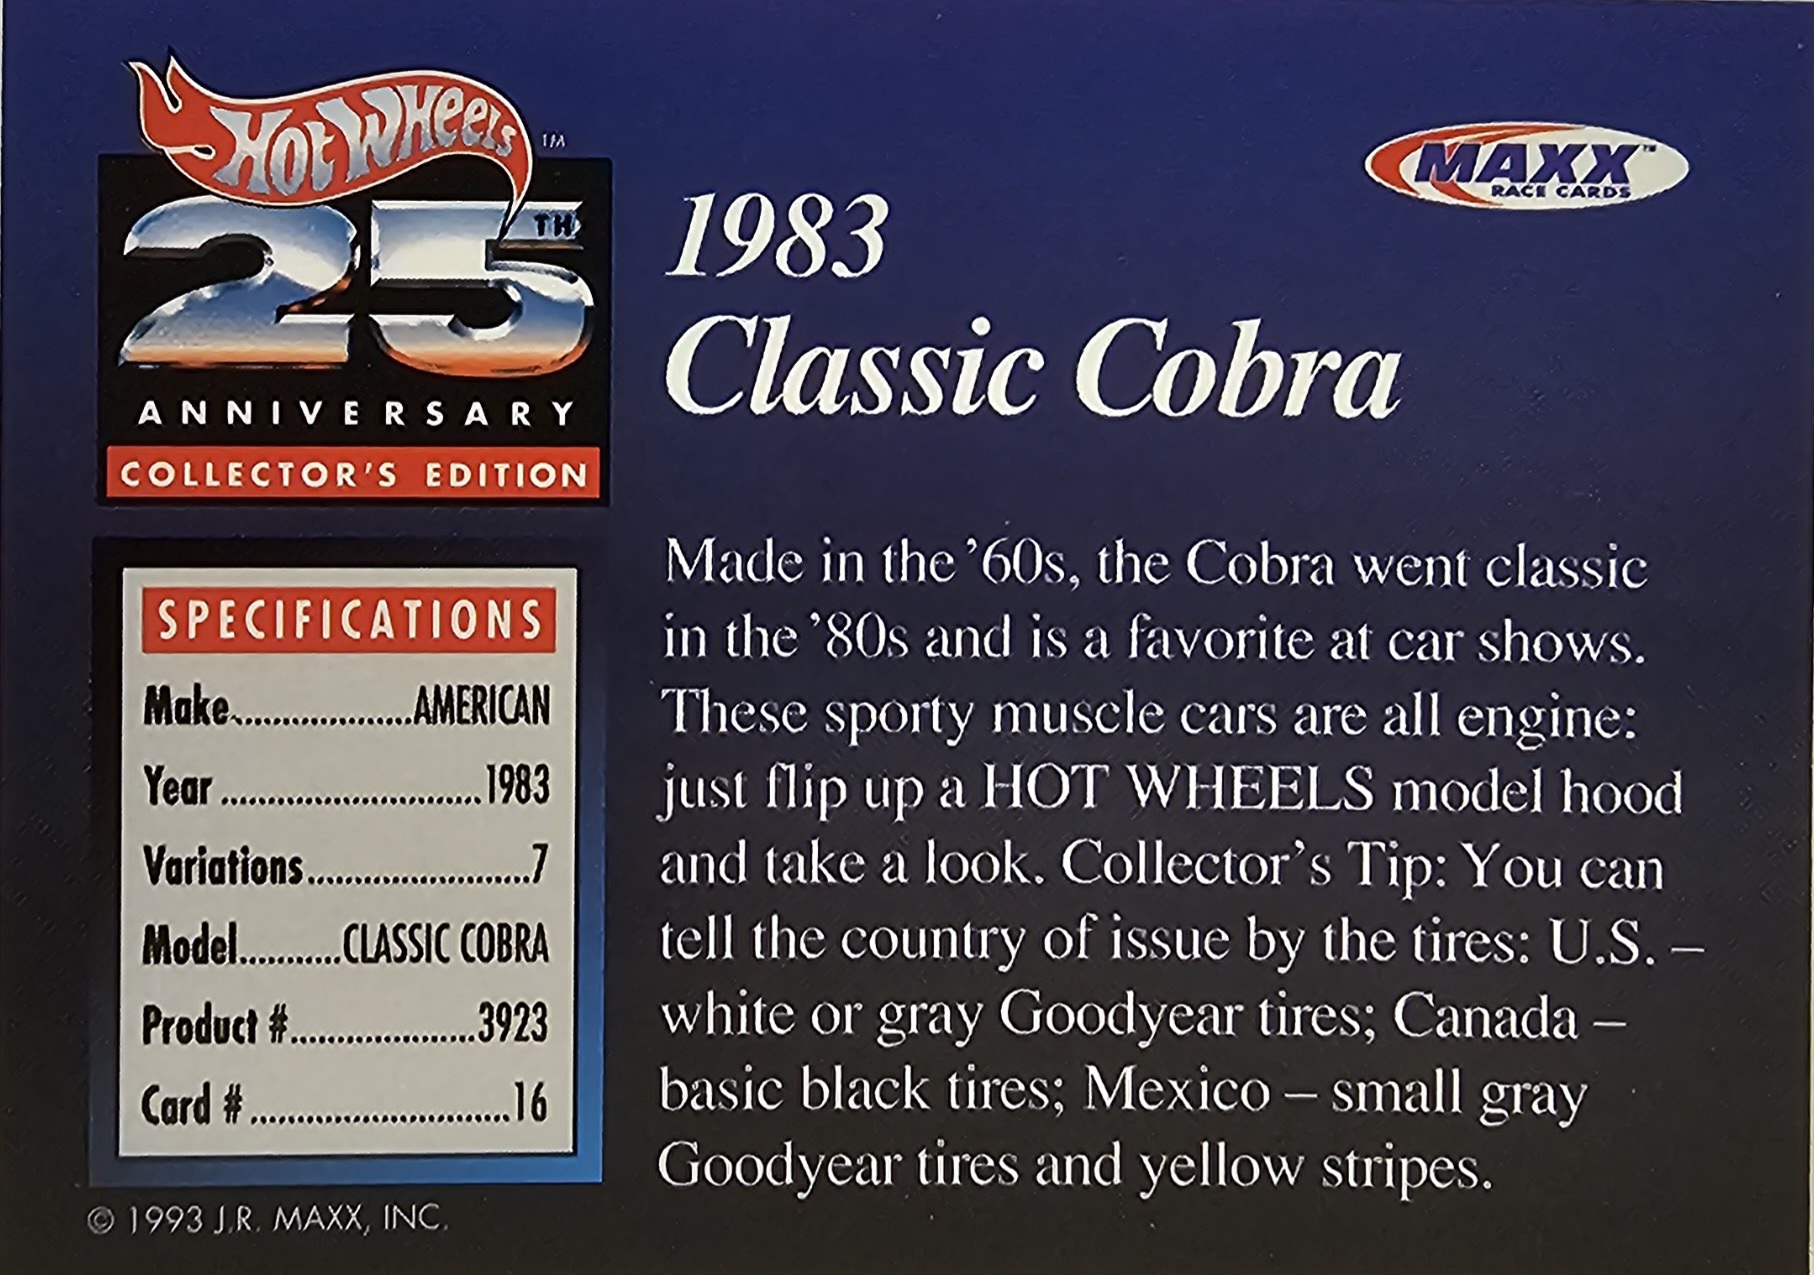 Hot Wheels
TM
25TH
ANNIVERSARY
COLLECTOR'S EDITION
MAXX™
RACE CARDS
1983
Classic Cobra
SPECIFICATIONS
Make...................AMERICAN
Year ...........................1983
Variations.......................7
Model...........CLASSIC COBRA
Product #....................3923
Card # ...........................16
Made in the '60s, the Cobra went classic
in the '80s and is a favorite at car shows.
These sporty muscle cars are all engine:
just flip up a HOT WHEELS model hood
and take a look. Collector's Tip: You can
tell the country of issue by the tires: U.S. –
white or gray Goodyear tires; Canada –
basic black tires; Mexico – small gray
Goodyear tires and yellow stripes.
© 1993 J.R. MAXX, INC.